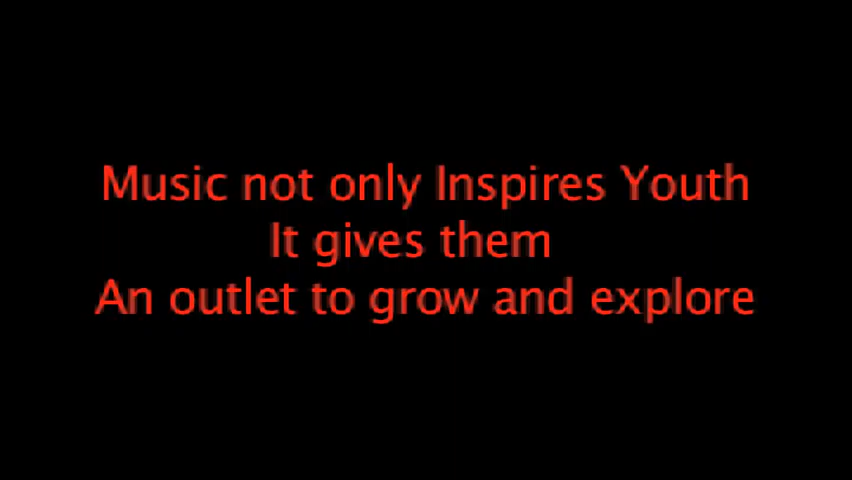 Music not only Inspires Youth
It gives them
An outlet to grow and explore